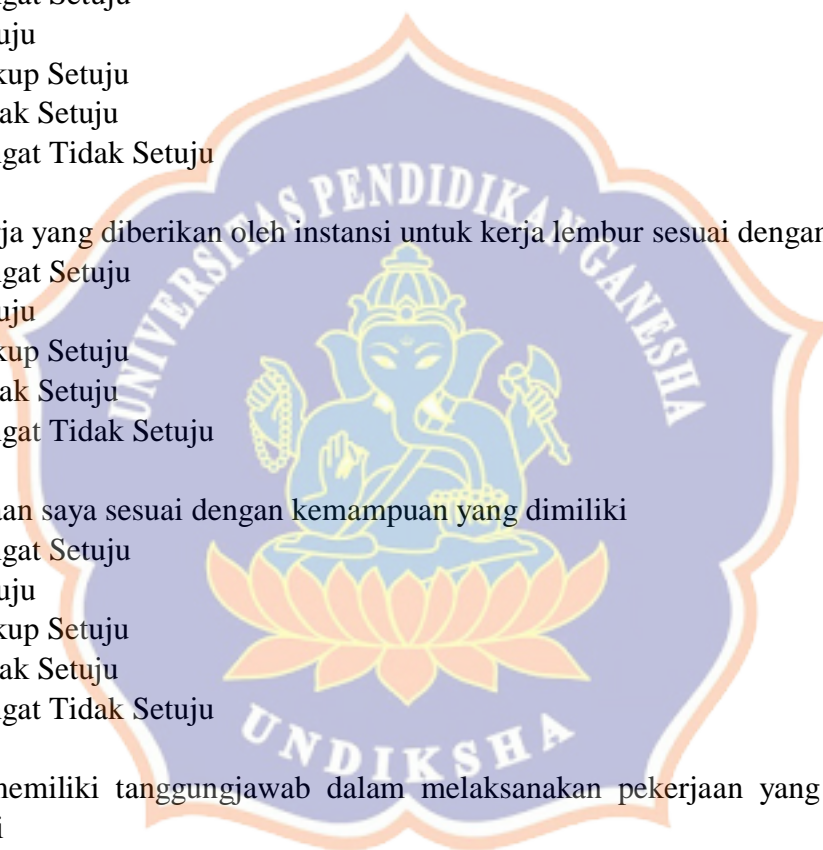 gat Setuju
uju
kup Setuju
ak Setuju
gat Tidak Setuju
ja yang diberikan oleh instansi untuk kerja lembur sesuai dengan
gat Setuju
uju
kup Setuju
ak Setuju
gat Tidak Setuju
an saya sesuai dengan kemampuan yang dimiliki
gat Setuju
uju
kup Setuju
ak Setuju
gat Tidak Setuju
memiliki tanggungjawab dalam melaksanakan pekerjaan yang
i
UNIVERSITAS PENDIDIKAN GANESHA
UNDIKSHA